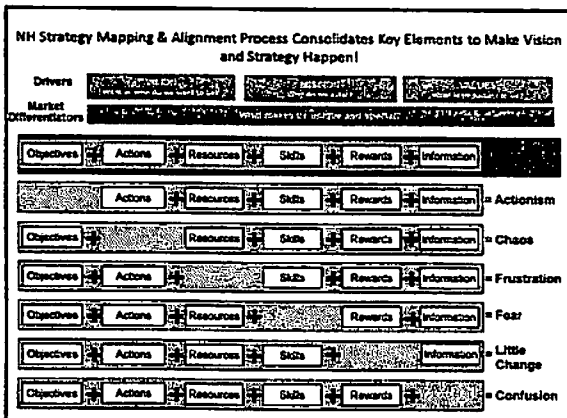 NH Strategy Mapping & Alignment Process Consolidates Key Elements to Make Vision
and Strategy Happen!
Drivers
Market
Differentiators
Objectives + Actions + Resources + Skills + Rewards + Information
Actions + Resources + Skills + Rewards + Information = Actionism
Objectives + Resources + Skills + Rewards + Information = Chaos
Objectives + Actions + Skills + Rewards + Information = Frustration
Objectives + Actions + Resources + Rewards + Information = Fear
Objectives + Actions + Resources + Skills + Information = Little
Change
Objectives + Actions + Resources + Skills + Rewards + = Confusion